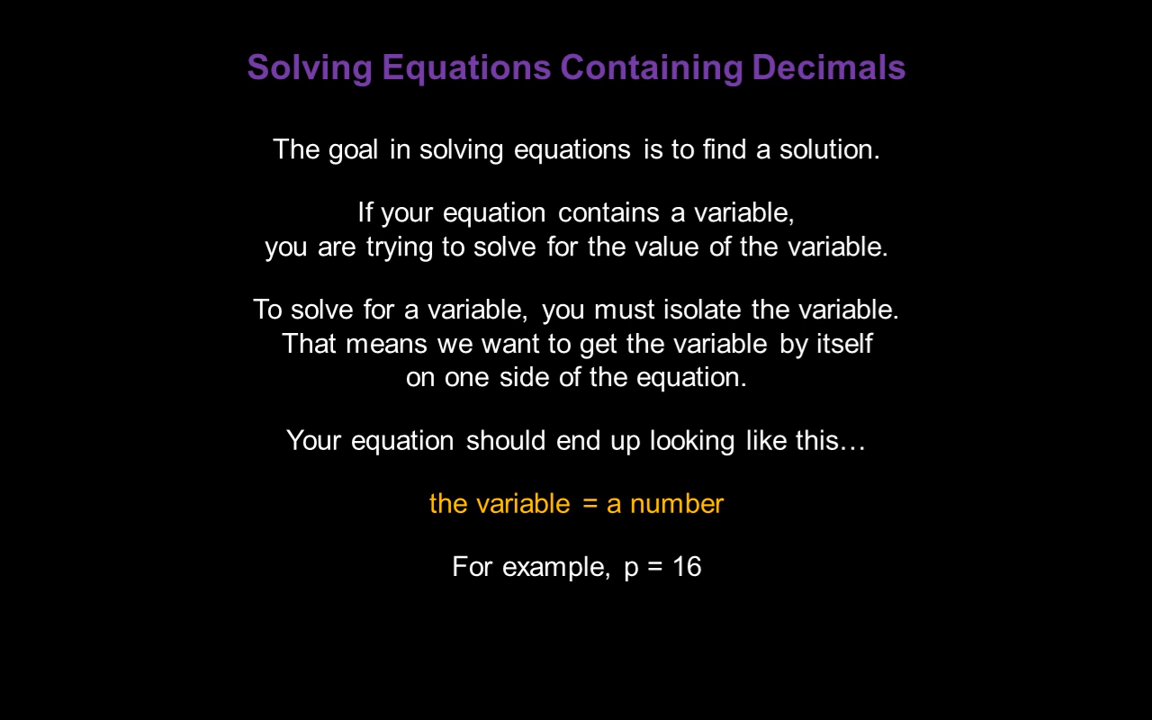 Solving Equations Containing Decimals
The goal in solving equations is to find a solution.
If your equation contains a variable,
you are trying to solve for the value of the variable.
To solve for a variable, you must isolate the variable.
That means we want to get the variable by itself
on one side of the equation.
Your equation should end up looking like this…
the variable = a number
For example, p = 16